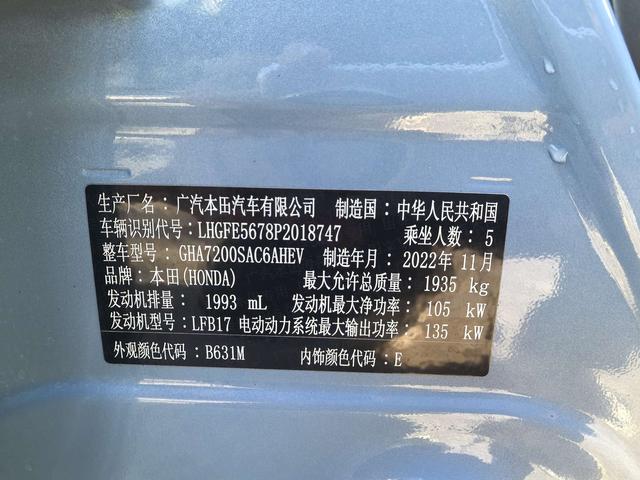 生产厂名：广汽本田汽车有限公司 制造国：中华人民共和国
车辆识别代号：LHGFE5678P2018747 乘坐人数：5
整车型号：GHA7200SAC6AHEV 制造年月：2022年11月
品牌：本田(HONDA) 最大允许总质量：1935 kg
发动机排量：1993 mL 发动机最大净功率：105 kW
发动机型号：LFB17 电动动力系统最大输出功率：135 kW
外观颜色代码：B631M 内饰颜色代码：E